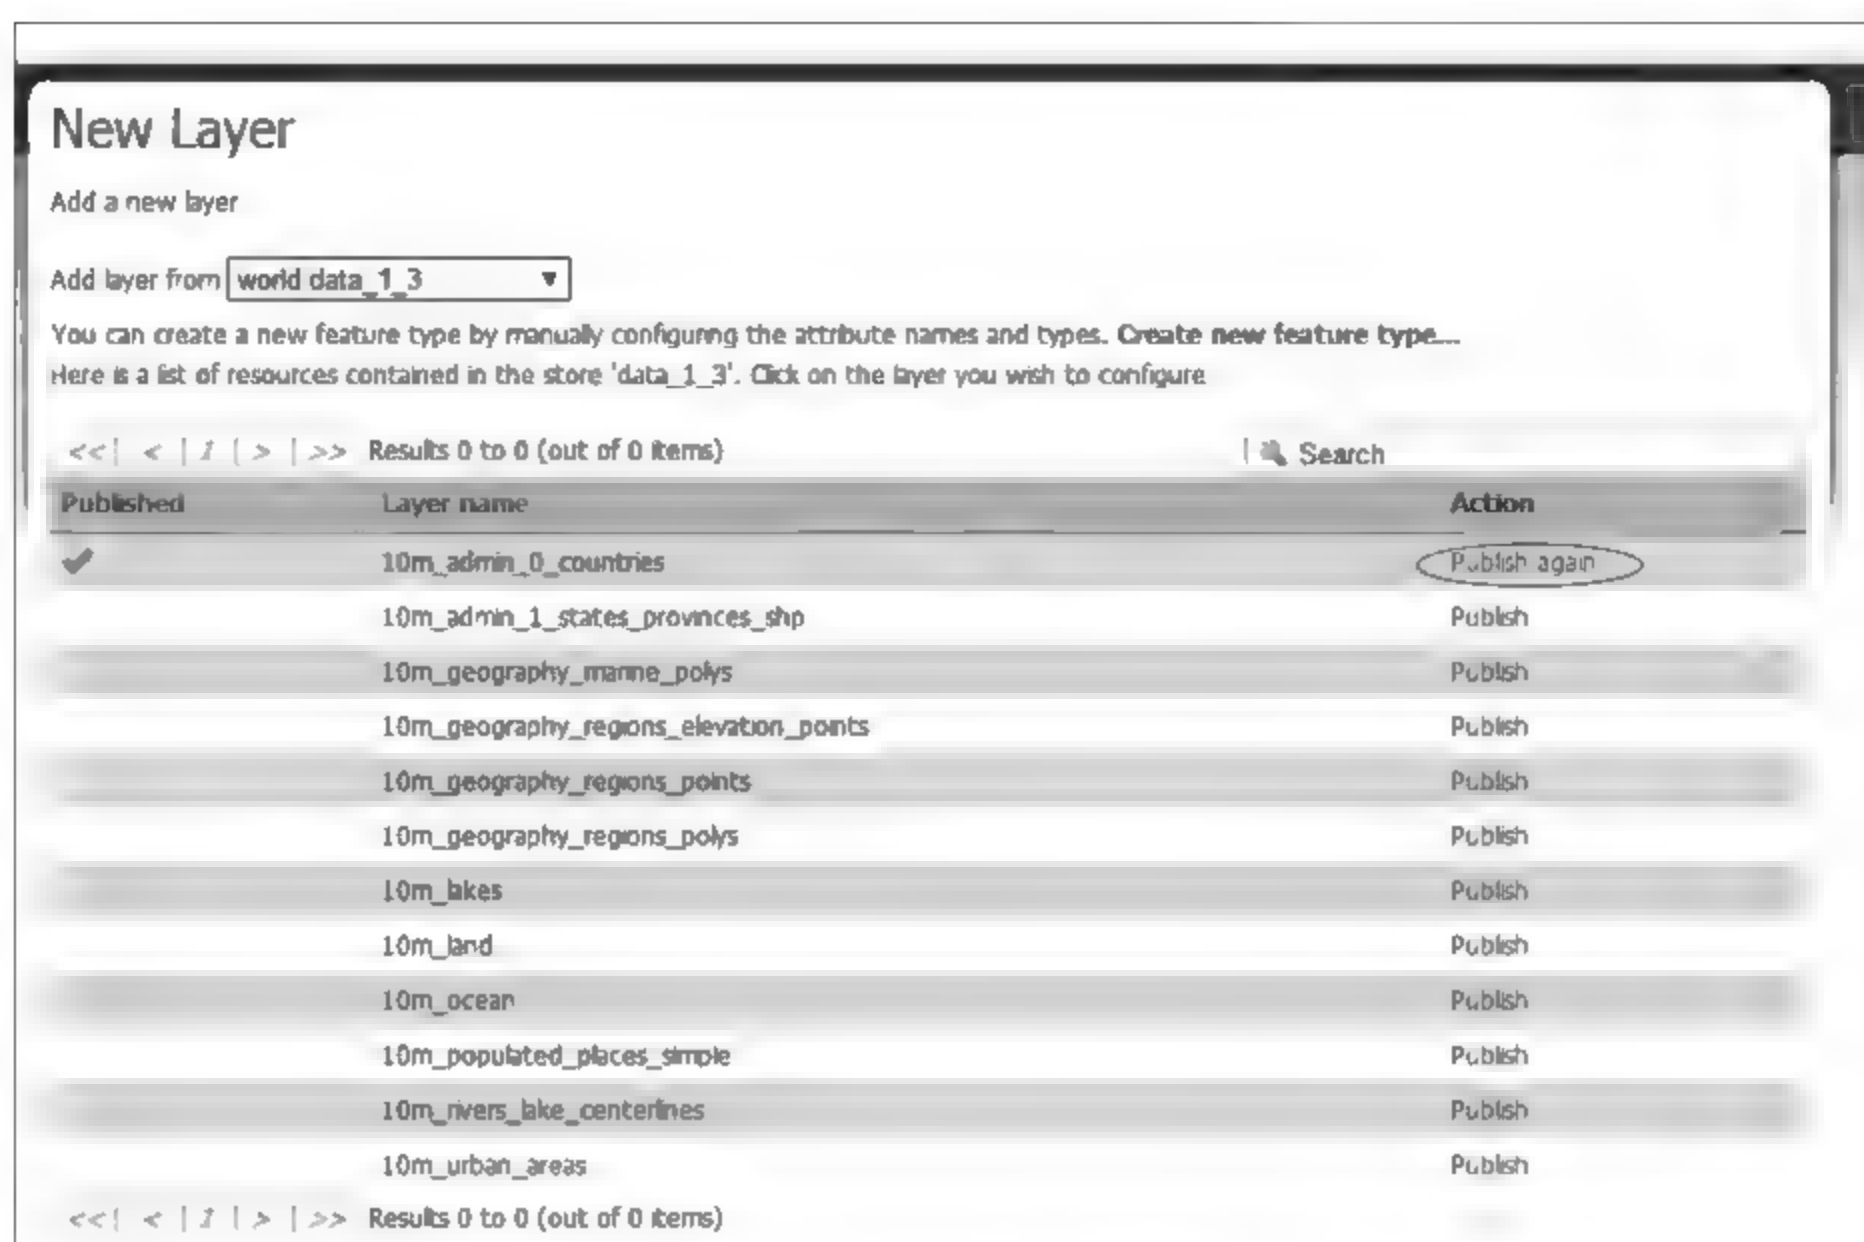 New Layer
Add a new layer
Add layer from world data_1_3 ▼
You can create a new feature type by manually configuring the attribute names and types. Create new feature type...
Here is a list of resources contained in the store 'data_1_3'. Click on the layer you wish to configure
<<| < | 1 | > | >> Results 0 to 0 (out of 0 items) | Search
Published Layer name Action
✔ 10m_admin_0_countries Publish again
10m_admin_1_states_provinces_shp Publish
10m_geography_marine_polys Publish
10m_geography_regions_elevation_points Publish
10m_geography_regions_points Publish
10m_geography_regions_polys Publish
10m_lakes Publish
10m_land Publish
10m_ocean Publish
10m_populated_places_simple Publish
10m_rivers_lake_centerlines Publish
10m_urban_areas Publish
<<| < | 1 | > | >> Results 0 to 0 (out of 0 items)